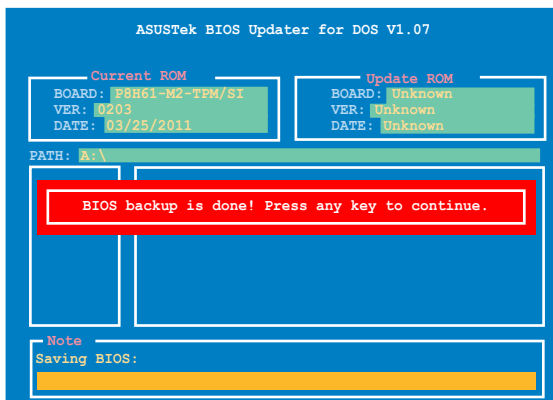 ASUSTek BIOS Updater for DOS V1.07
Current ROM
BOARD: P8H61-M2-TPM/SI
VER: 0203
DATE: 03/25/2011
Update ROM
BOARD: Unknown
VER: Unknown
DATE: Unknown
PATH: A:\
BIOS backup is done! Press any key to continue.
Note
Saving BIOS: